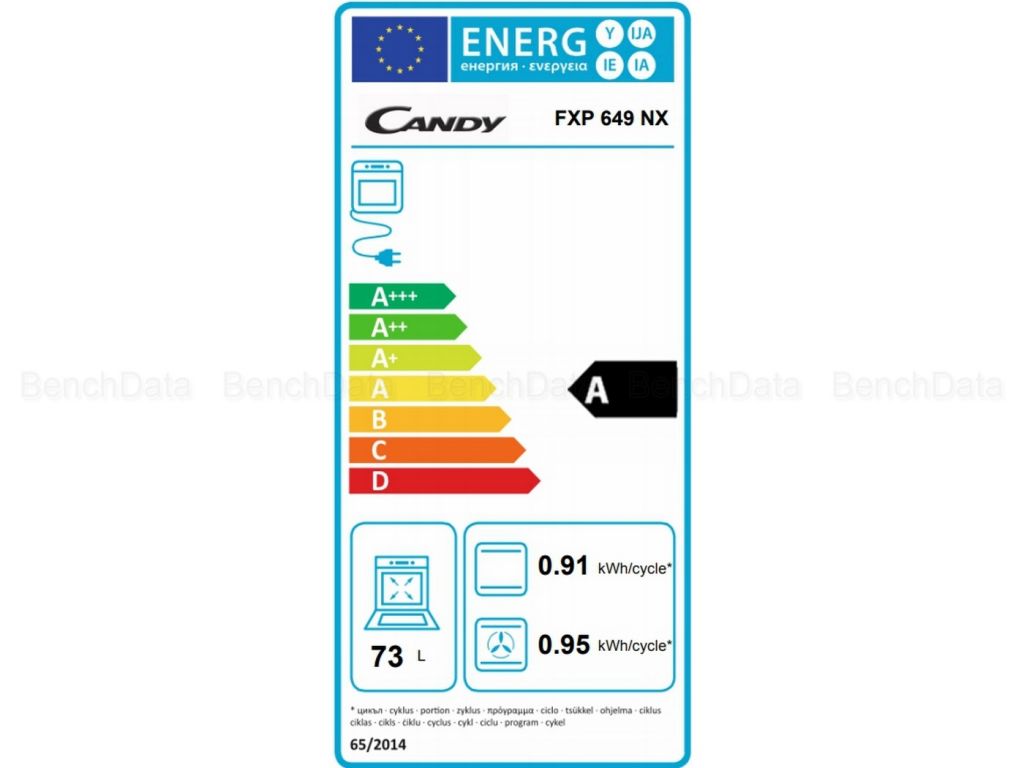 ENERG Y IJA
енергия · ενεργεια IE IA
CANDY FXP 649 NX
A+++
A++
A+
A
A
B
C
D
BenchData BenchData BenchData BenchData BenchData
0.91 kWh/cycle*
0.95 kWh/cycle*
73 L
* цикъл · cyklus · portion · zyklus · πρόγραμμα · ciclo · tsükkel · ohjelma · ciklus
ciklas · cikls · ċiklu · cyclus · cykl · ciclu · program · cykel
65/2014